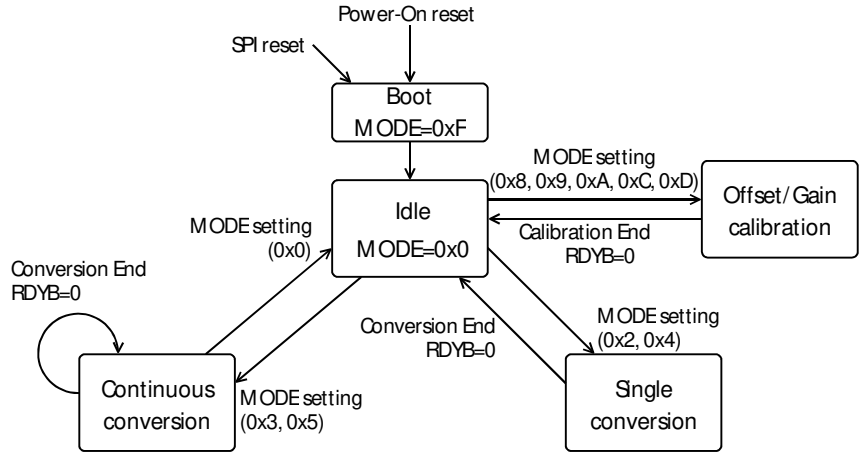 Power-On reset
SPI reset
Boot
MODE=0xF
MODE setting
(0x8, 0x9, 0xA, 0xC, 0xD)
Idle
MODE=0x0
Offset/Gain
calibration
Calibration End
RDYB=0
MODE setting
(0x0)
Conversion End
RDYB=0
Conversion End
RDYB=0
MODE setting
(0x2, 0x4)
Continuous
conversion
MODE setting
(0x3, 0x5)
Single
conversion